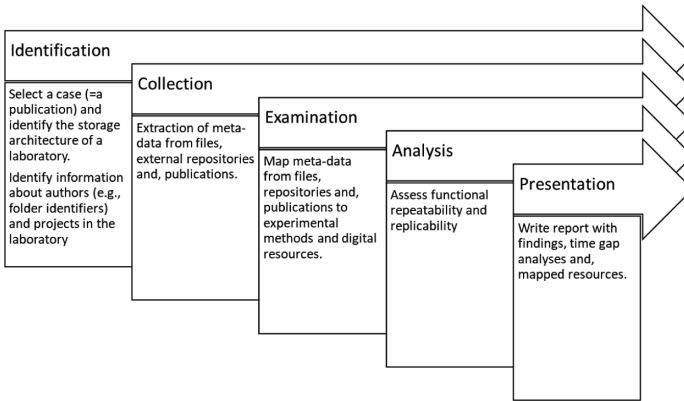 Identification
Select a case (=a
publication) and
identify the storage
architecture of a
laboratory.
Identify information
about authors (e.g.,
folder identifiers)
and projects in the
laboratory
Collection
Extraction of meta-
data from files,
external repositories
and, publications.
Examination
Map meta-data
from files,
repositories and,
publications to
experimental
methods and digital
resources.
Analysis
Assess functional
repeatability and
replicability
Presentation
Write report with
findings, time gap
analyses and,
mapped resources.